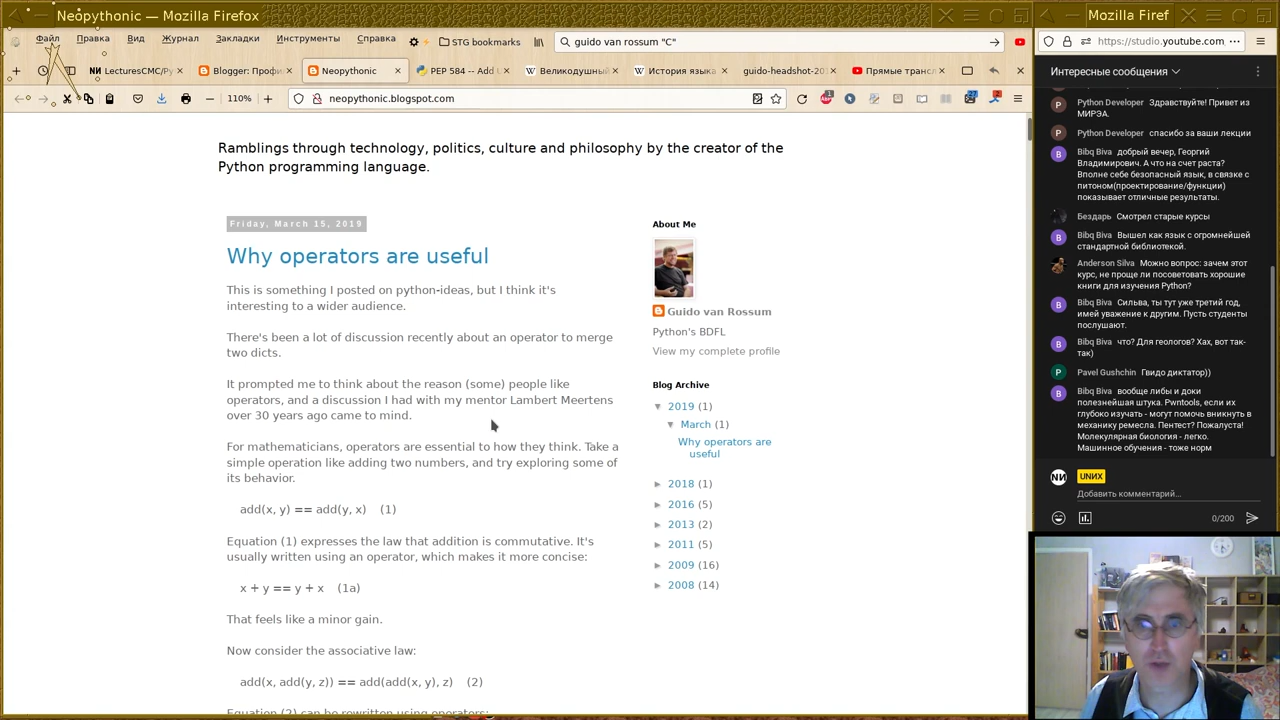 Neopythonic — Mozilla Firefox
Файл Правка Вид Журнал Закладки Инструменты Справка
STG bookmarks
guido van rossum "C"
LecturesCMC/Py
Blogger: Профи
Neopythonic
PEP 584 -- Add U
Великодушный
История языка
guido-headshot-20
Прямые трансл
110%
neopythonic.blogspot.com
Ramblings through technology, politics, culture and philosophy by the creator of the
Python programming language.
Friday, March 15, 2019
Why operators are useful
This is something I posted on python-ideas, but I think it's
interesting to a wider audience.
There's been a lot of discussion recently about an operator to merge
two dicts.
It prompted me to think about the reason (some) people like
operators, and a discussion I had with my mentor Lambert Meertens
over 30 years ago came to mind.
For mathematicians, operators are essential to how they think. Take a
simple operation like adding two numbers, and try exploring some of
its behavior.
add(x, y) == add(y, x) (1)
Equation (1) expresses the law that addition is commutative. It's
usually written using an operator, which makes it more concise:
x + y == y + x (1a)
That feels like a minor gain.
Now consider the associative law:
add(x, add(y, z)) == add(add(x, y), z) (2)
Equation (2) can be rewritten using operators:
About Me
Guido van Rossum
Python's BDFL
View my complete profile
Blog Archive
▼ 2019 (1)
▼ March (1)
Why operators are
useful
► 2018 (1)
► 2016 (5)
► 2013 (2)
► 2011 (5)
► 2009 (16)
► 2008 (14)
Mozilla Firef
https://studio.youtube.com
Интересные сообщения
Python Developer Здравствуйте! Привет из
МИРЭА.
Python Developer спасибо за ваши лекции
Bibq Biva добрый вечер, Георгий
Владимирович. А что на счет раста?
Вполне себе безопасный язык, в связке с
питоном(проектирование/функции)
показывает отличные результаты.
Бездарь Смотрел старые курсы
Bibq Biva Вышел как язык с огромнейшей
стандартной библиотекой.
Anderson Silva Можно вопрос: зачем этот
курс, не проще ли посоветовать хорошие
книги для изучения Python?
Bibq Biva Сильва, ты тут уже третий год,
имей уважение к другим. Пусть студенты
послушают.
Bibq Biva что? Для геологов? Хах, вот так-
так)
Pavel Gushchin Гвидо диктатор))
Bibq Biva вообще либы и доки
полезнейшая штука. Pwntools, если их
глубоко изучать - могут помочь вникнуть в
механику ремесла. Пентест? Пожалуста!
Молекулярная биология - легко.
Машинное обучения - тоже норм
UNИX
Добавить комментарий...
0/200